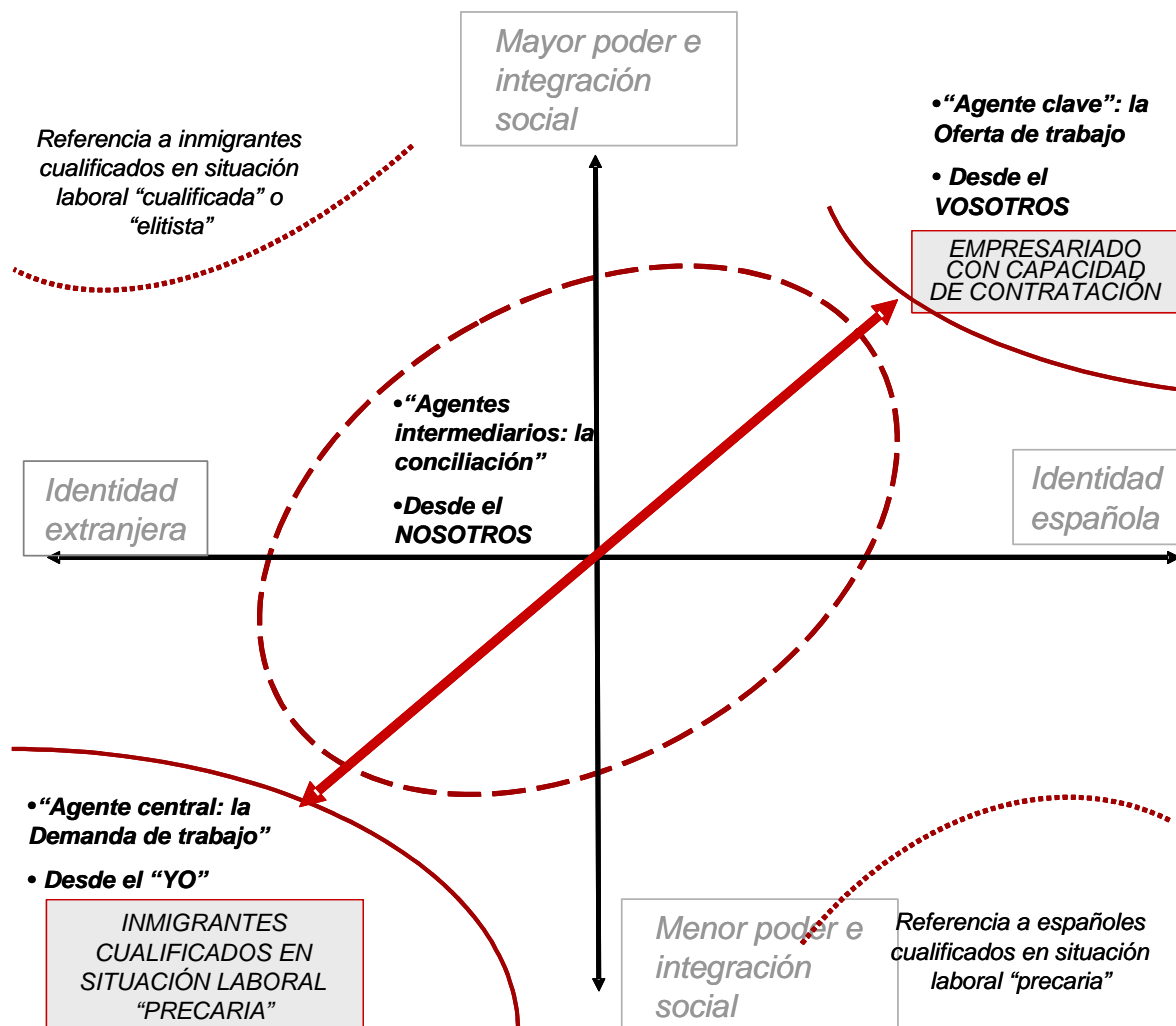 Mayor poder e
integración
social
•“Agente clave”: la
Oferta de trabajo
• Desde el
VOSOTROS
EMPRESARIADO
CON CAPACIDAD
DE CONTRATACIÓN
Referencia a inmigrantes
cualificados en situación
laboral “cualificada” o
“elitista”
•“Agentes
intermediarios: la
conciliación”
•Desde el
NOSOTROS
Identidad
extranjera
Identidad
española
•“Agente central: la
Demanda de trabajo”
• Desde el “YO”
INMIGRANTES
CUALIFICADOS EN
SITUACIÓN LABORAL
“PRECARIA”
Menor poder e
integración
social
Referencia a españoles
cualificados en situación
laboral “precaria”